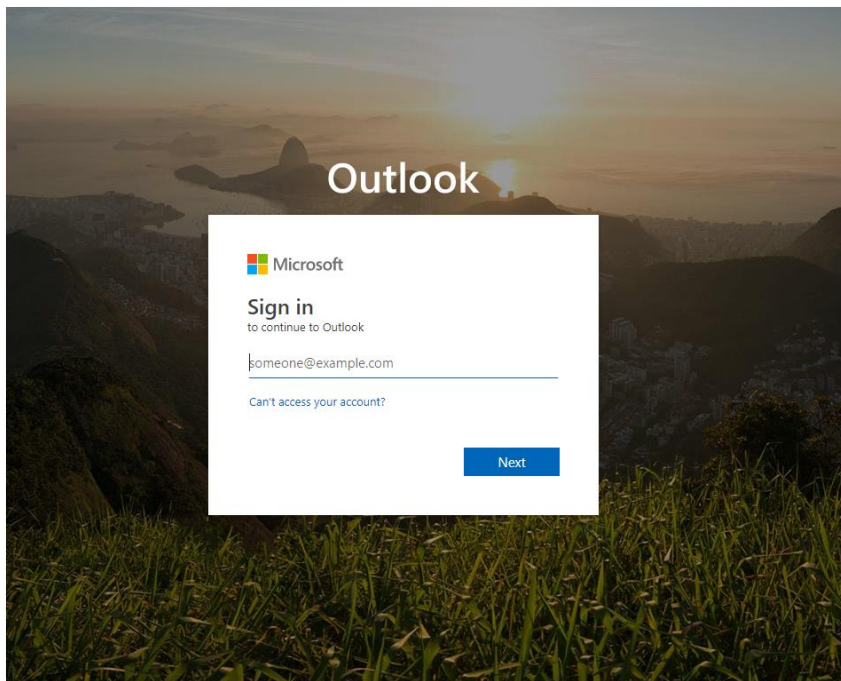 Outlook
Microsoft
Sign in
to continue to Outlook
someone@example.com
Can't access your account?
Next